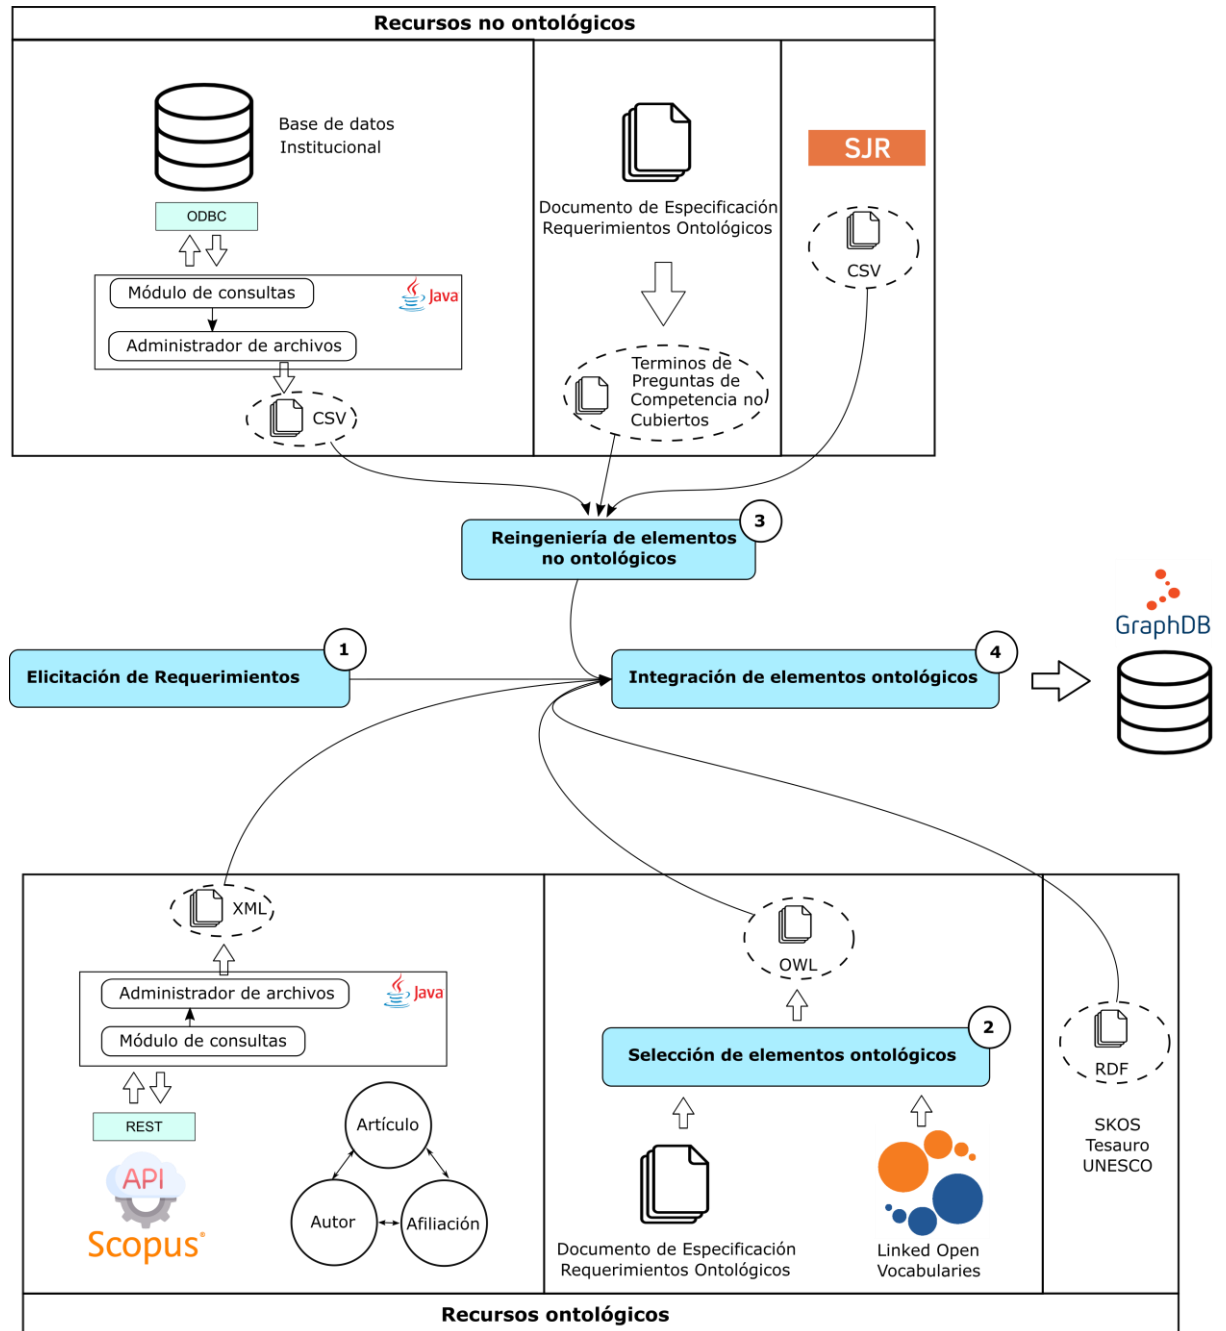 Recursos no ontológicos
Base de datos
Institucional
ODBC
Módulo de consultas
Java
Administrador de archivos
CSV
Documento de Especificación
Requerimientos Ontológicos
Terminos de
Preguntas de
Competencia no
Cubiertos
SJR
CSV
3
Reingeniería de elementos
no ontológicos
1
Elicitación de Requerimientos
4
Integración de elementos ontológicos
GraphDB
XML
Administrador de archivos
Java
Módulo de consultas
REST
API
Scopus®
Artículo
Autor
Afiliación
OWL
2
Selección de elementos ontológicos
Documento de Especificación
Requerimientos Ontológicos
Linked Open
Vocabularies
RDF
SKOS
Tesauro
UNESCO
Recursos ontológicos